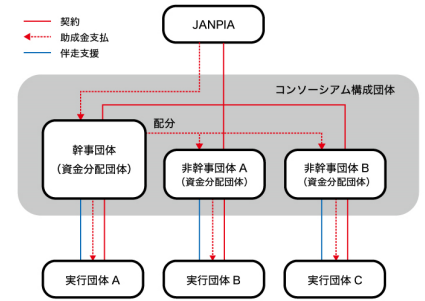 契約
助成金支払
伴走支援
JANPIA
コンソーシアム構成団体
配分
幹事団体
（資金分配団体）
非幹事団体 A
（資金分配団体）
非幹事団体 B
（資金分配団体）
実行団体 A
実行団体 B
実行団体 C